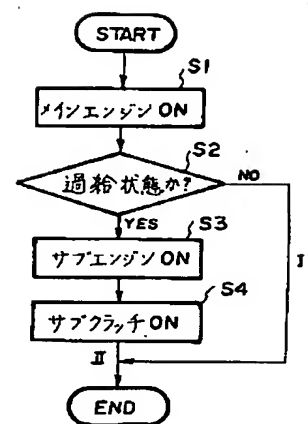 START
S1
メインエンジン ON
S2
過給状態か?
NO
YES
I
S3
サブエンジン ON
S4
サブクラッチ ON
II
END